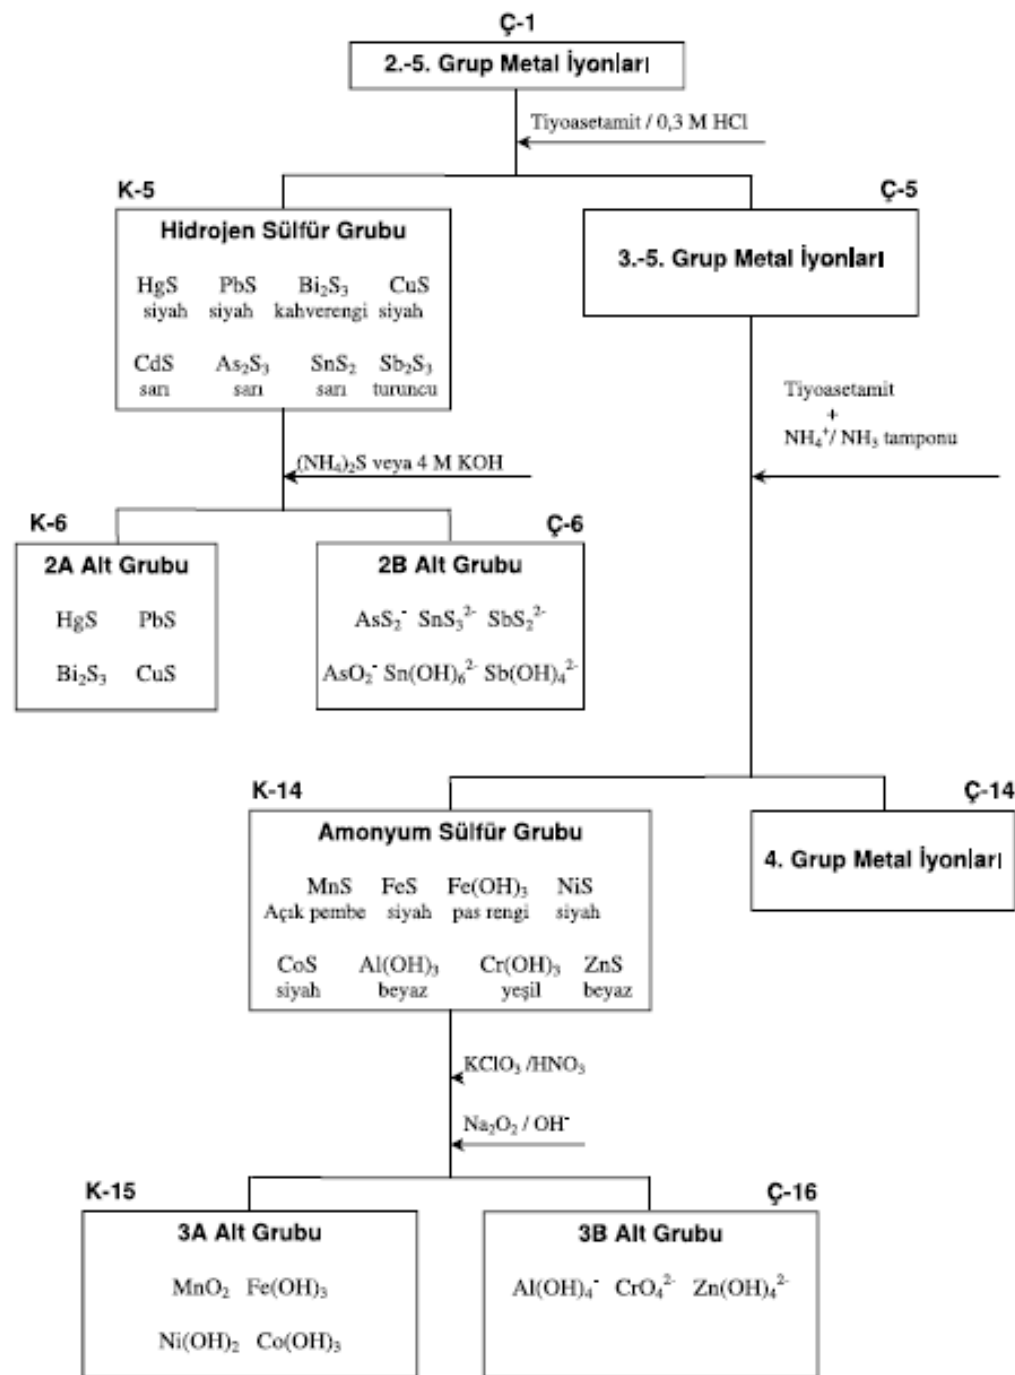 Ç-1
2.-5. Grup Metal İyonları
Tiyoasetamit / 0,3 M HCl
K-5
Ç-5
Hidrojen Sülfür Grubu
3.-5. Grup Metal İyonları
HgS PbS Bi₂S₃ CuS
siyah siyah kahverengi siyah
CdS As₂S₃ SnS₂ Sb₂S₃
sarı sarı sarı turuncu
Tiyoasetamit
+
NH₄⁺/ NH₃ tamponu
(NH₄)₂S veya 4 M KOH
K-6
Ç-6
2A Alt Grubu
2B Alt Grubu
HgS PbS
AsS₂⁻ SnS₃²⁻ SbS₂²⁻
Bi₂S₃ CuS
AsO₂⁻ Sn(OH)₆²⁻ Sb(OH)₄²⁻
K-14
Ç-14
Amonyum Sülfür Grubu
4. Grup Metal İyonları
MnS FeS Fe(OH)₃ NiS
Açık pembe siyah pas rengi siyah
CoS Al(OH)₃ Cr(OH)₃ ZnS
siyah beyaz yeşil beyaz
KClO₃ /HNO₃
Na₂O₂ / OH⁻
K-15
Ç-16
3A Alt Grubu
3B Alt Grubu
MnO₂ Fe(OH)₃
Al(OH)₄⁻ CrO₄²⁻ Zn(OH)₄²⁻
Ni(OH)₂ Co(OH)₃